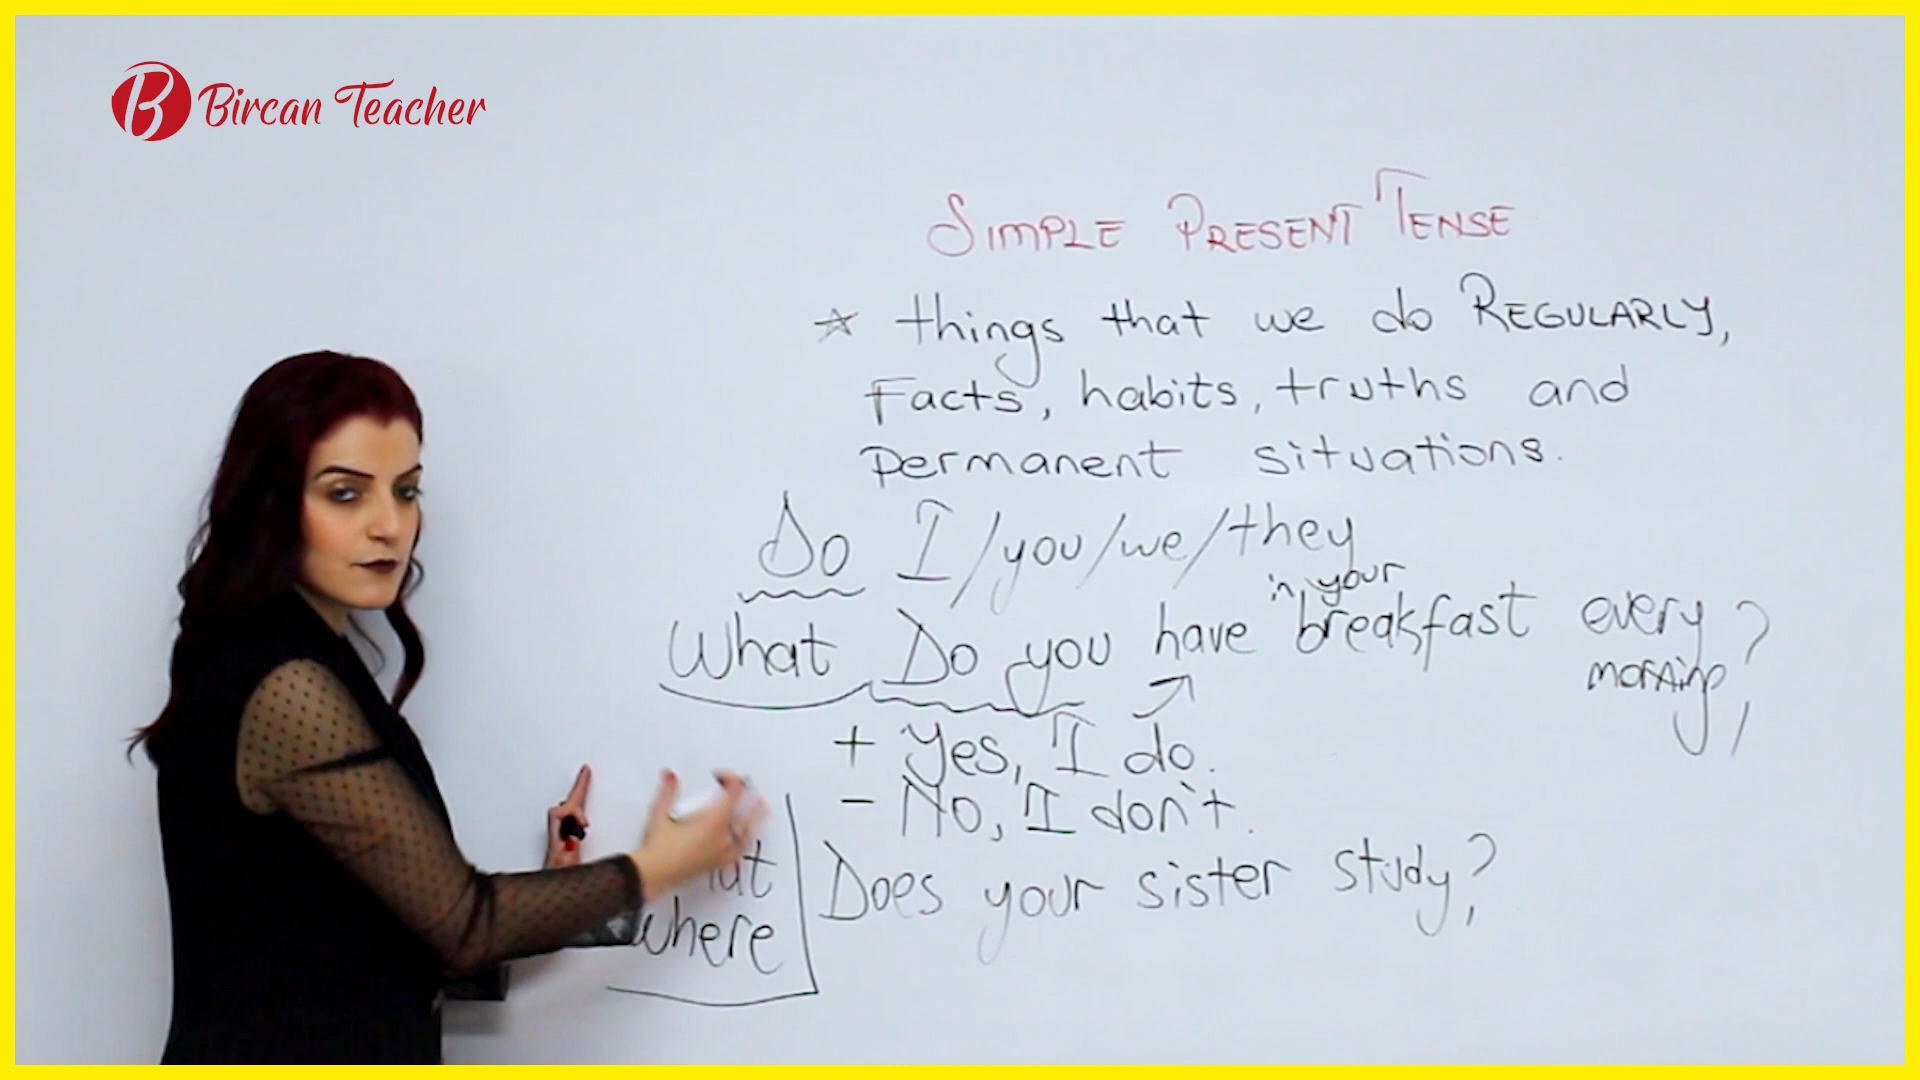 B Bircan Teacher
SIMPLE PRESENT TENSE
☆ things that we do REGULARLY,
Facts, habits, truths and
permanent situations.
Do I/you/we/they
in your
What Do you have breakfast every
morning?
+ Yes, I do.
- No, I don't.
Does your sister study?
where